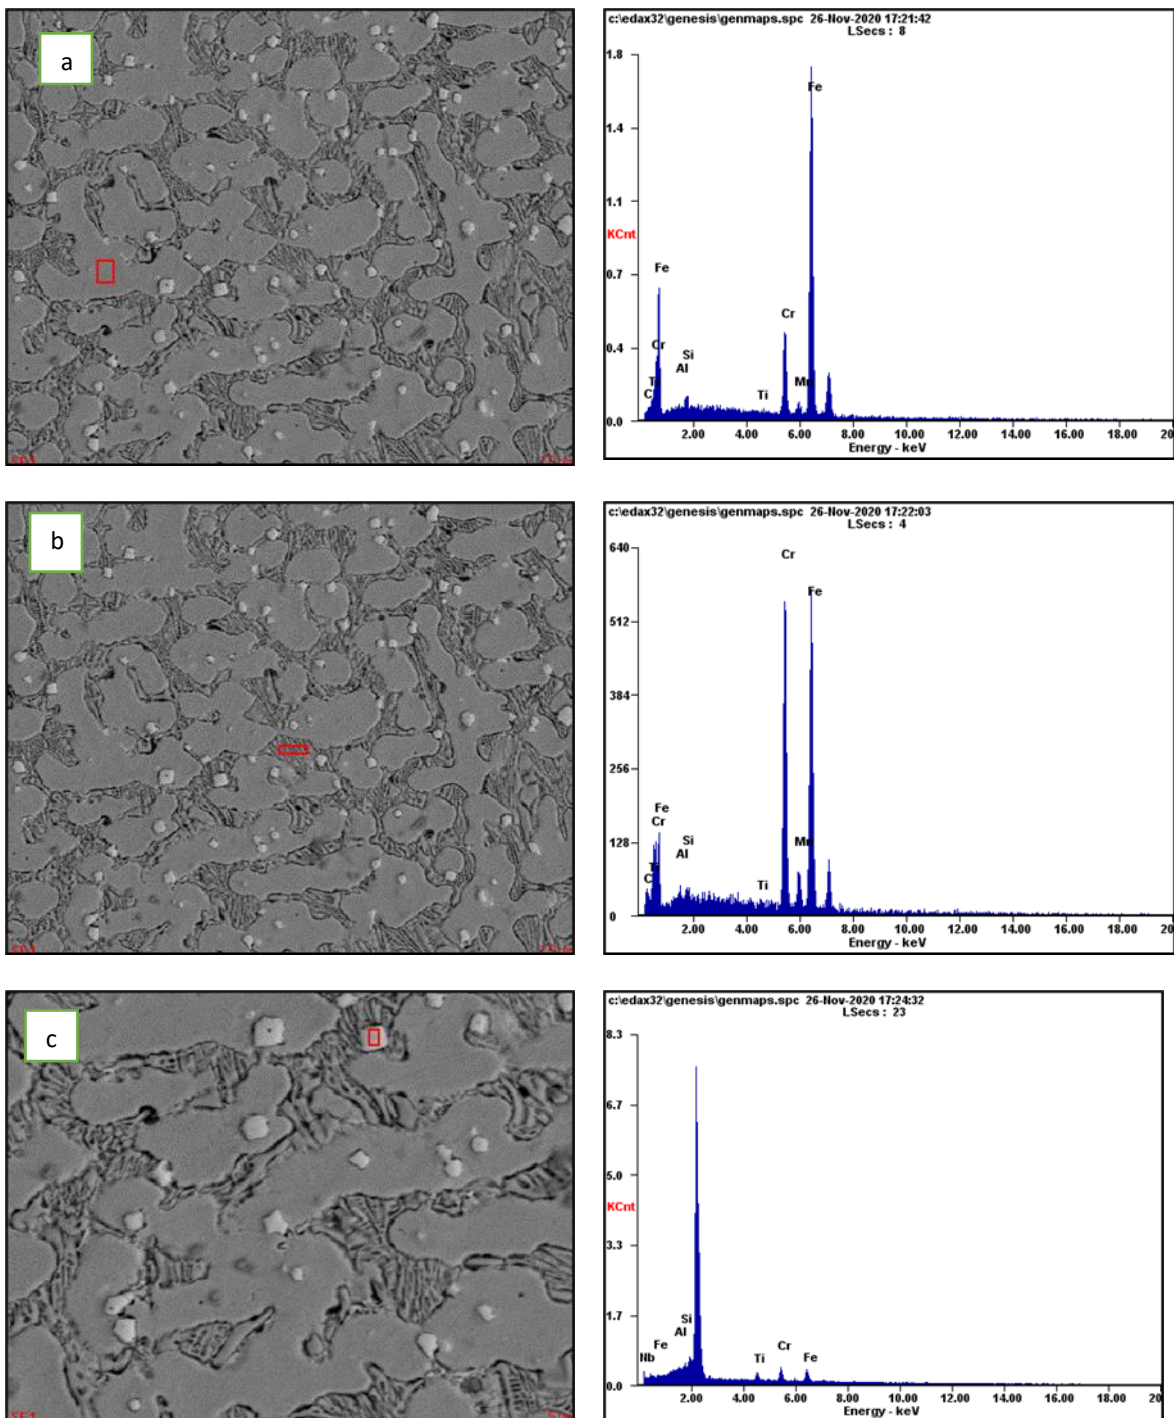 a
c:\edax32\genesis\genmaps.spc 26-Nov-2020 17:21:42
LSecs : 8
1.8
1.4
1.1
KCnt
0.7
0.4
0.0
Fe
Fe
Cr
Cr
Si
Al
Ti
Mn
C
2.00 4.00 6.00 8.00 10.00 12.00 14.00 16.00 18.00 20
Energy - keV
b
c:\edax32\genesis\genmaps.spc 26-Nov-2020 17:22:03
LSecs : 4
640
512
384
256
128
0
Cr
Fe
Fe
Cr
Si
Al
Ti
C
Ti
Mn
2.00 4.00 6.00 8.00 10.00 12.00 14.00 16.00 18.00 20
Energy - keV
c
c:\edax32\genesis\genmaps.spc 26-Nov-2020 17:24:32
LSecs : 23
8.3
6.7
5.0
KCnt
3.3
1.7
0.0
Si
Al
Fe
Nb
Ti
Cr
Fe
2.00 4.00 6.00 8.00 10.00 12.00 14.00 16.00 18.00 20
Energy - keV